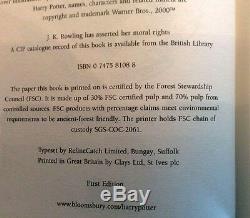 Harry Potter, names, characters and related
copyright and trademark Warner Bros., 2000™
J. K. Rowling has asserted her moral rights
A CIP catalogue record of this book is available from the British Library
ISBN 0 7475 8108 8
The paper this book is printed on is certified by the Forest Stewardship
Council (FSC). It is made up of 30% FSC certified pulp and 70% pulp from
controlled sources. FSC products with percentage claims meet environmental
requirements to be ancient-forest friendly. The printer holds FSC chain of
custody SGS-COC-2061.
Typeset by RefineCatch Limited, Bungay, Suffolk
Printed in Great Britain by Clays Ltd, St Ives plc
First Edition
www.bloomsbury.com/harrypotter